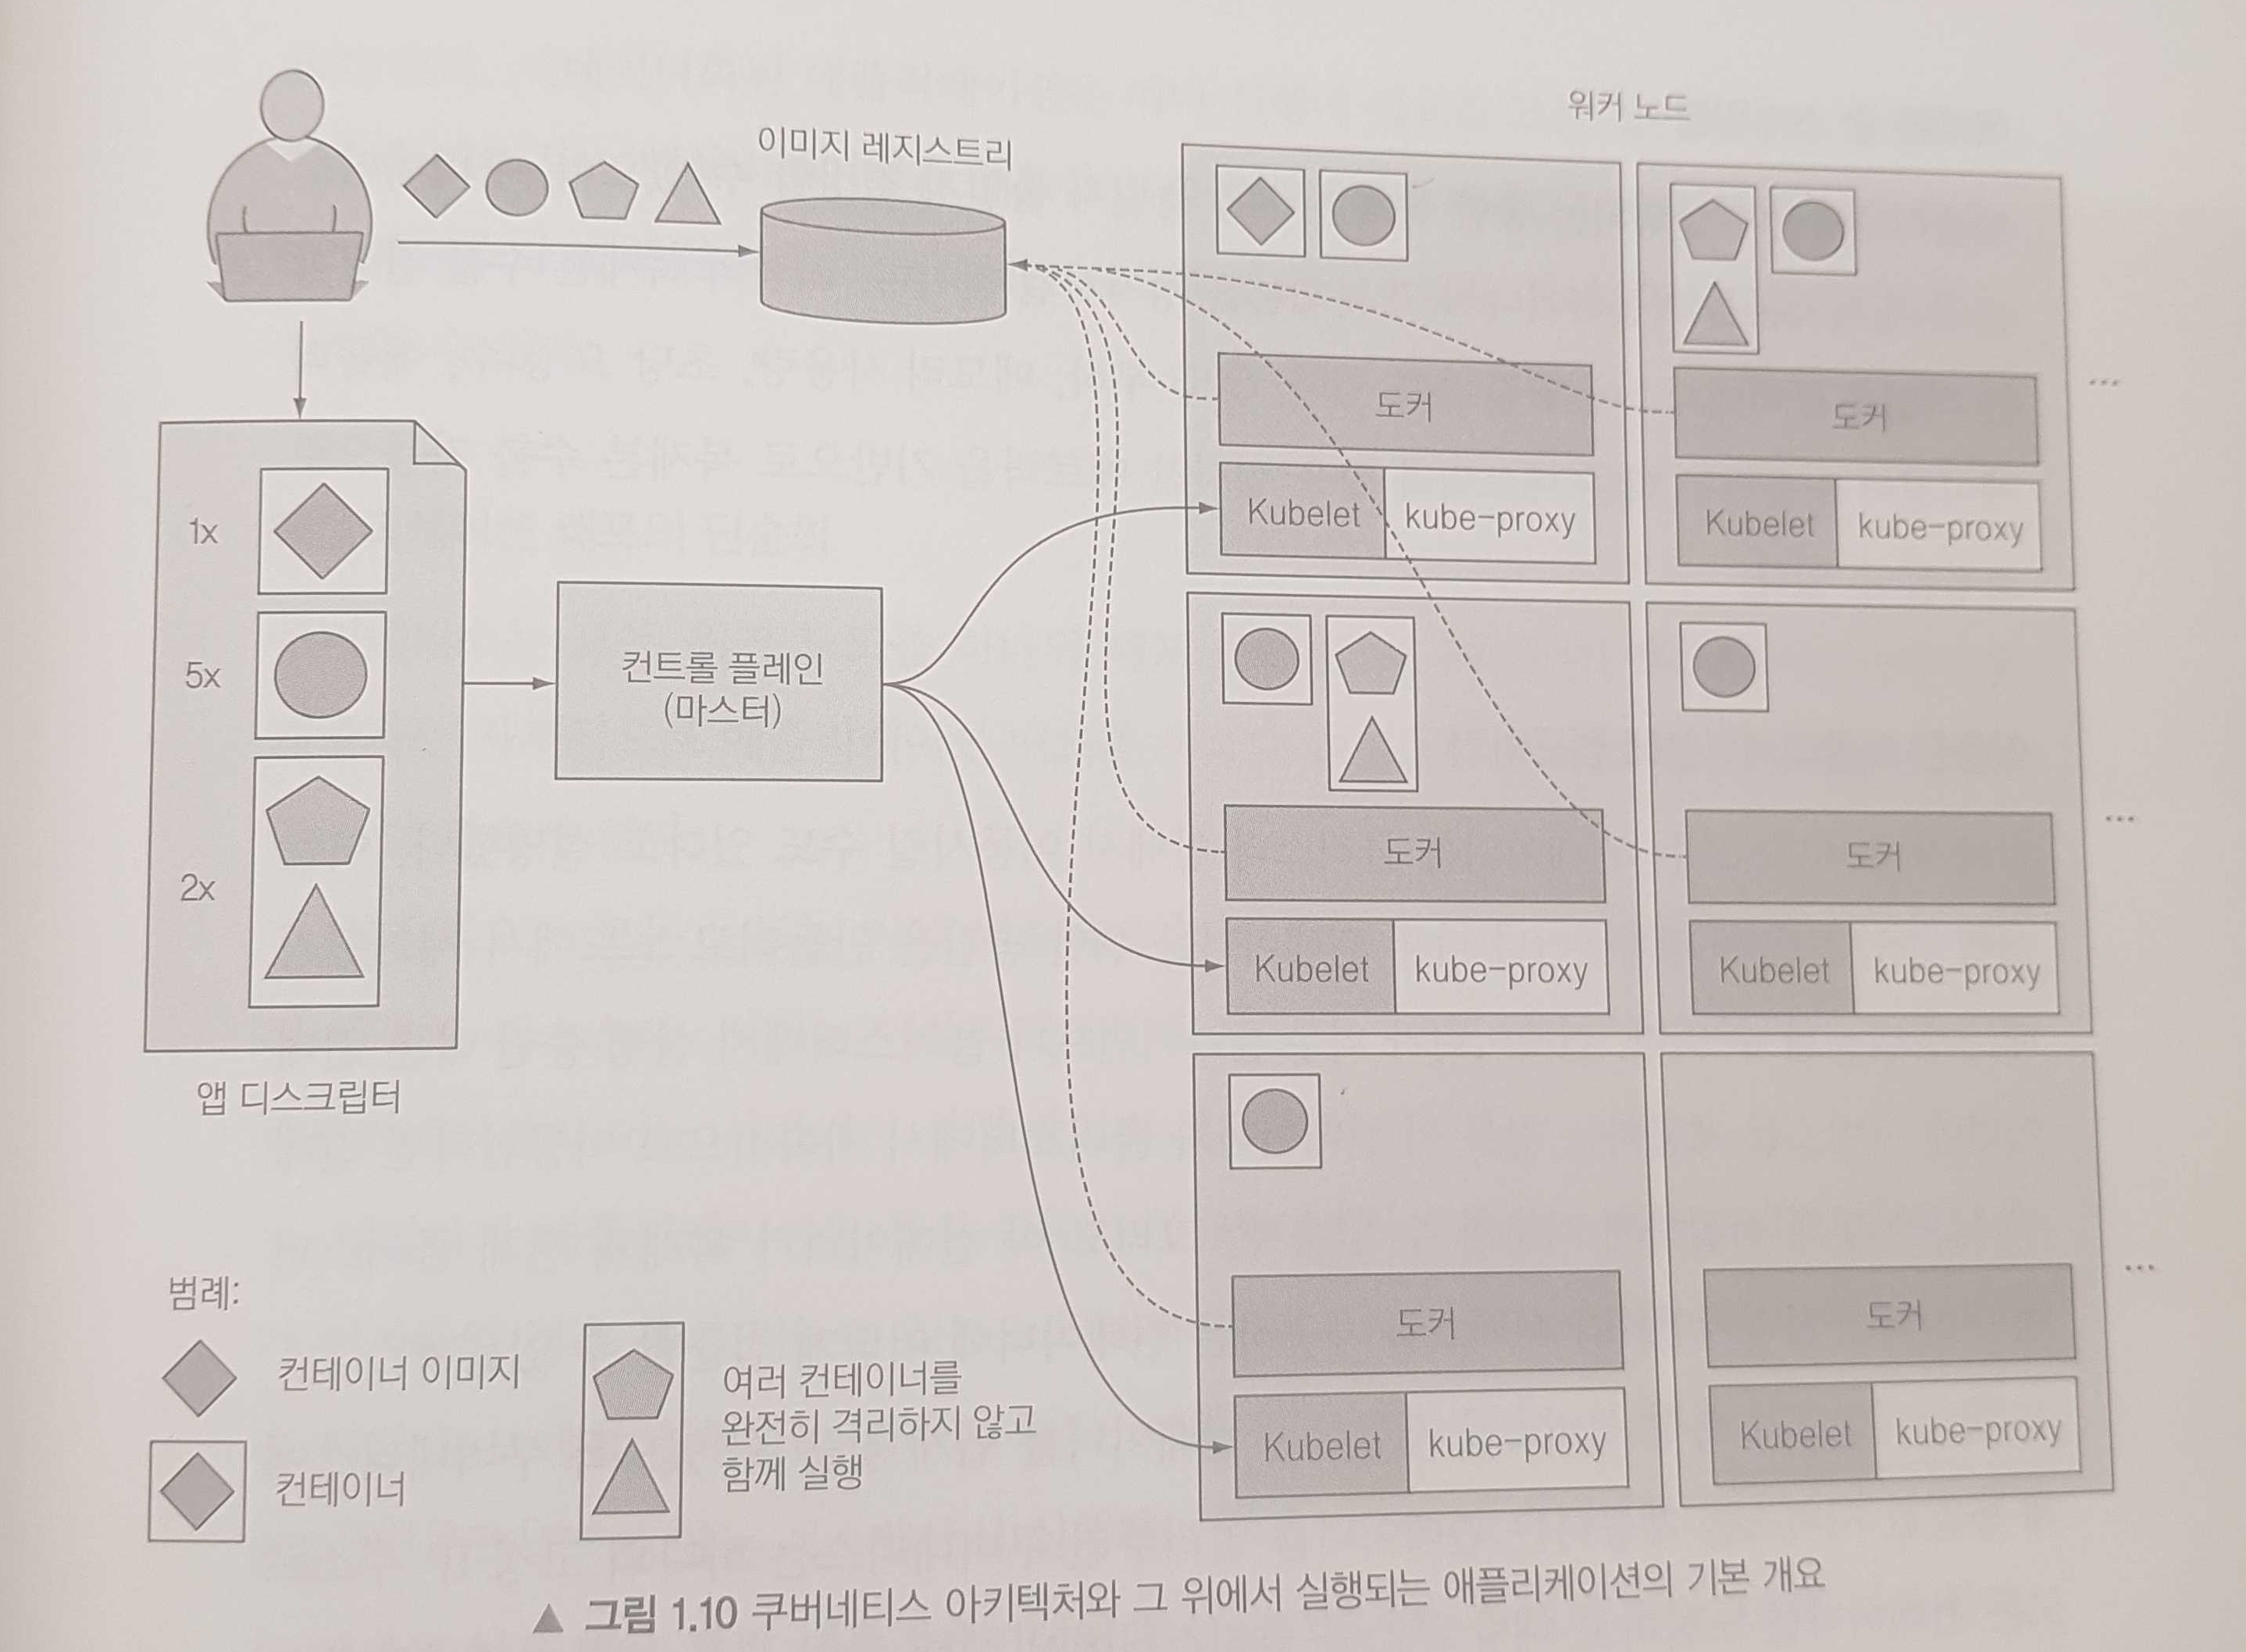 이미지 레지스트리
워커 노드
도커
도커
...
Kubelet kube-proxy
Kubelet kube-proxy
1x
5x
2x
컨트롤 플레인
(마스터)
도커
도커
...
Kubelet kube-proxy
Kubelet kube-proxy
앱 디스크립터
도커
도커
...
Kubelet kube-proxy
Kubelet kube-proxy
범례:
컨테이너 이미지
컨테이너
여러 컨테이너를
완전히 격리하지 않고
함께 실행
▲ 그림 1.10 쿠버네티스 아키텍처와 그 위에서 실행되는 애플리케이션의 기본 개요